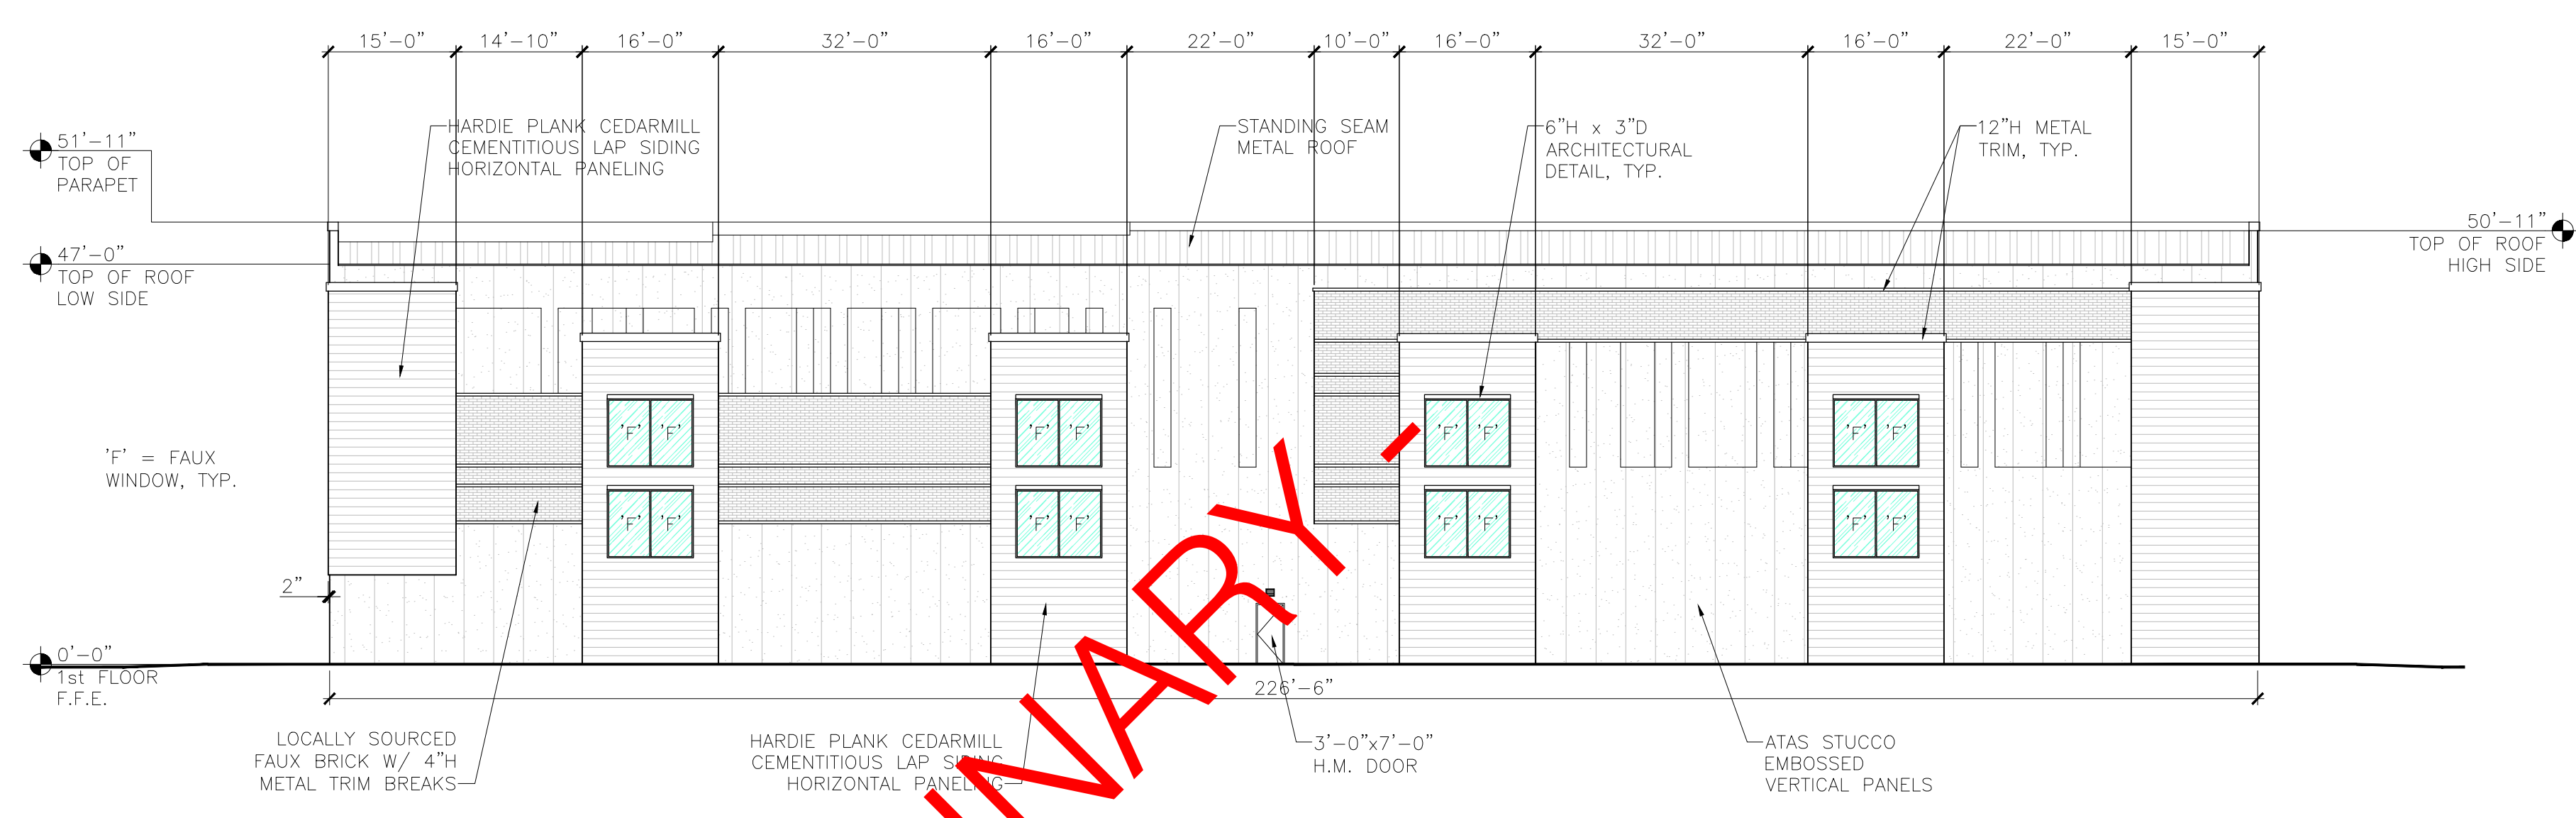 15'-0" 14'-10" 16'-0" 32'-0" 16'-0" 22'-0" 10'-0" 16'-0" 32'-0" 16'-0" 22'-0" 15'-0"
51'-11"
TOP OF
PARAPET
HARDIE PLANK CEDARMILL
CEMENTITIOUS LAP SIDING
HORIZONTAL PANELING
STANDING SEAM
METAL ROOF
6"H x 3"D
ARCHITECTURAL
DETAIL, TYP.
12"H METAL
TRIM, TYP.
50'-11"
TOP OF ROOF
HIGH SIDE
47'-0"
TOP OF ROOF
LOW SIDE
'F' = FAUX
WINDOW, TYP.
'F' 'F' 'F' 'F' 'F' 'F' 'F' 'F'
'F' 'F' 'F' 'F' 'F' 'F' 'F' 'F'
2"
0'-0"
1st FLOOR
F.F.E.
226'-6"
LOCALLY SOURCED
FAUX BRICK W/ 4"H
METAL TRIM BREAKS
HARDIE PLANK CEDARMILL
CEMENTITIOUS LAP SIDING
HORIZONTAL PANELING
3'-0"x7'-0"
H.M. DOOR
ATAS STUCCO
EMBOSSED
VERTICAL PANELS
INARY -